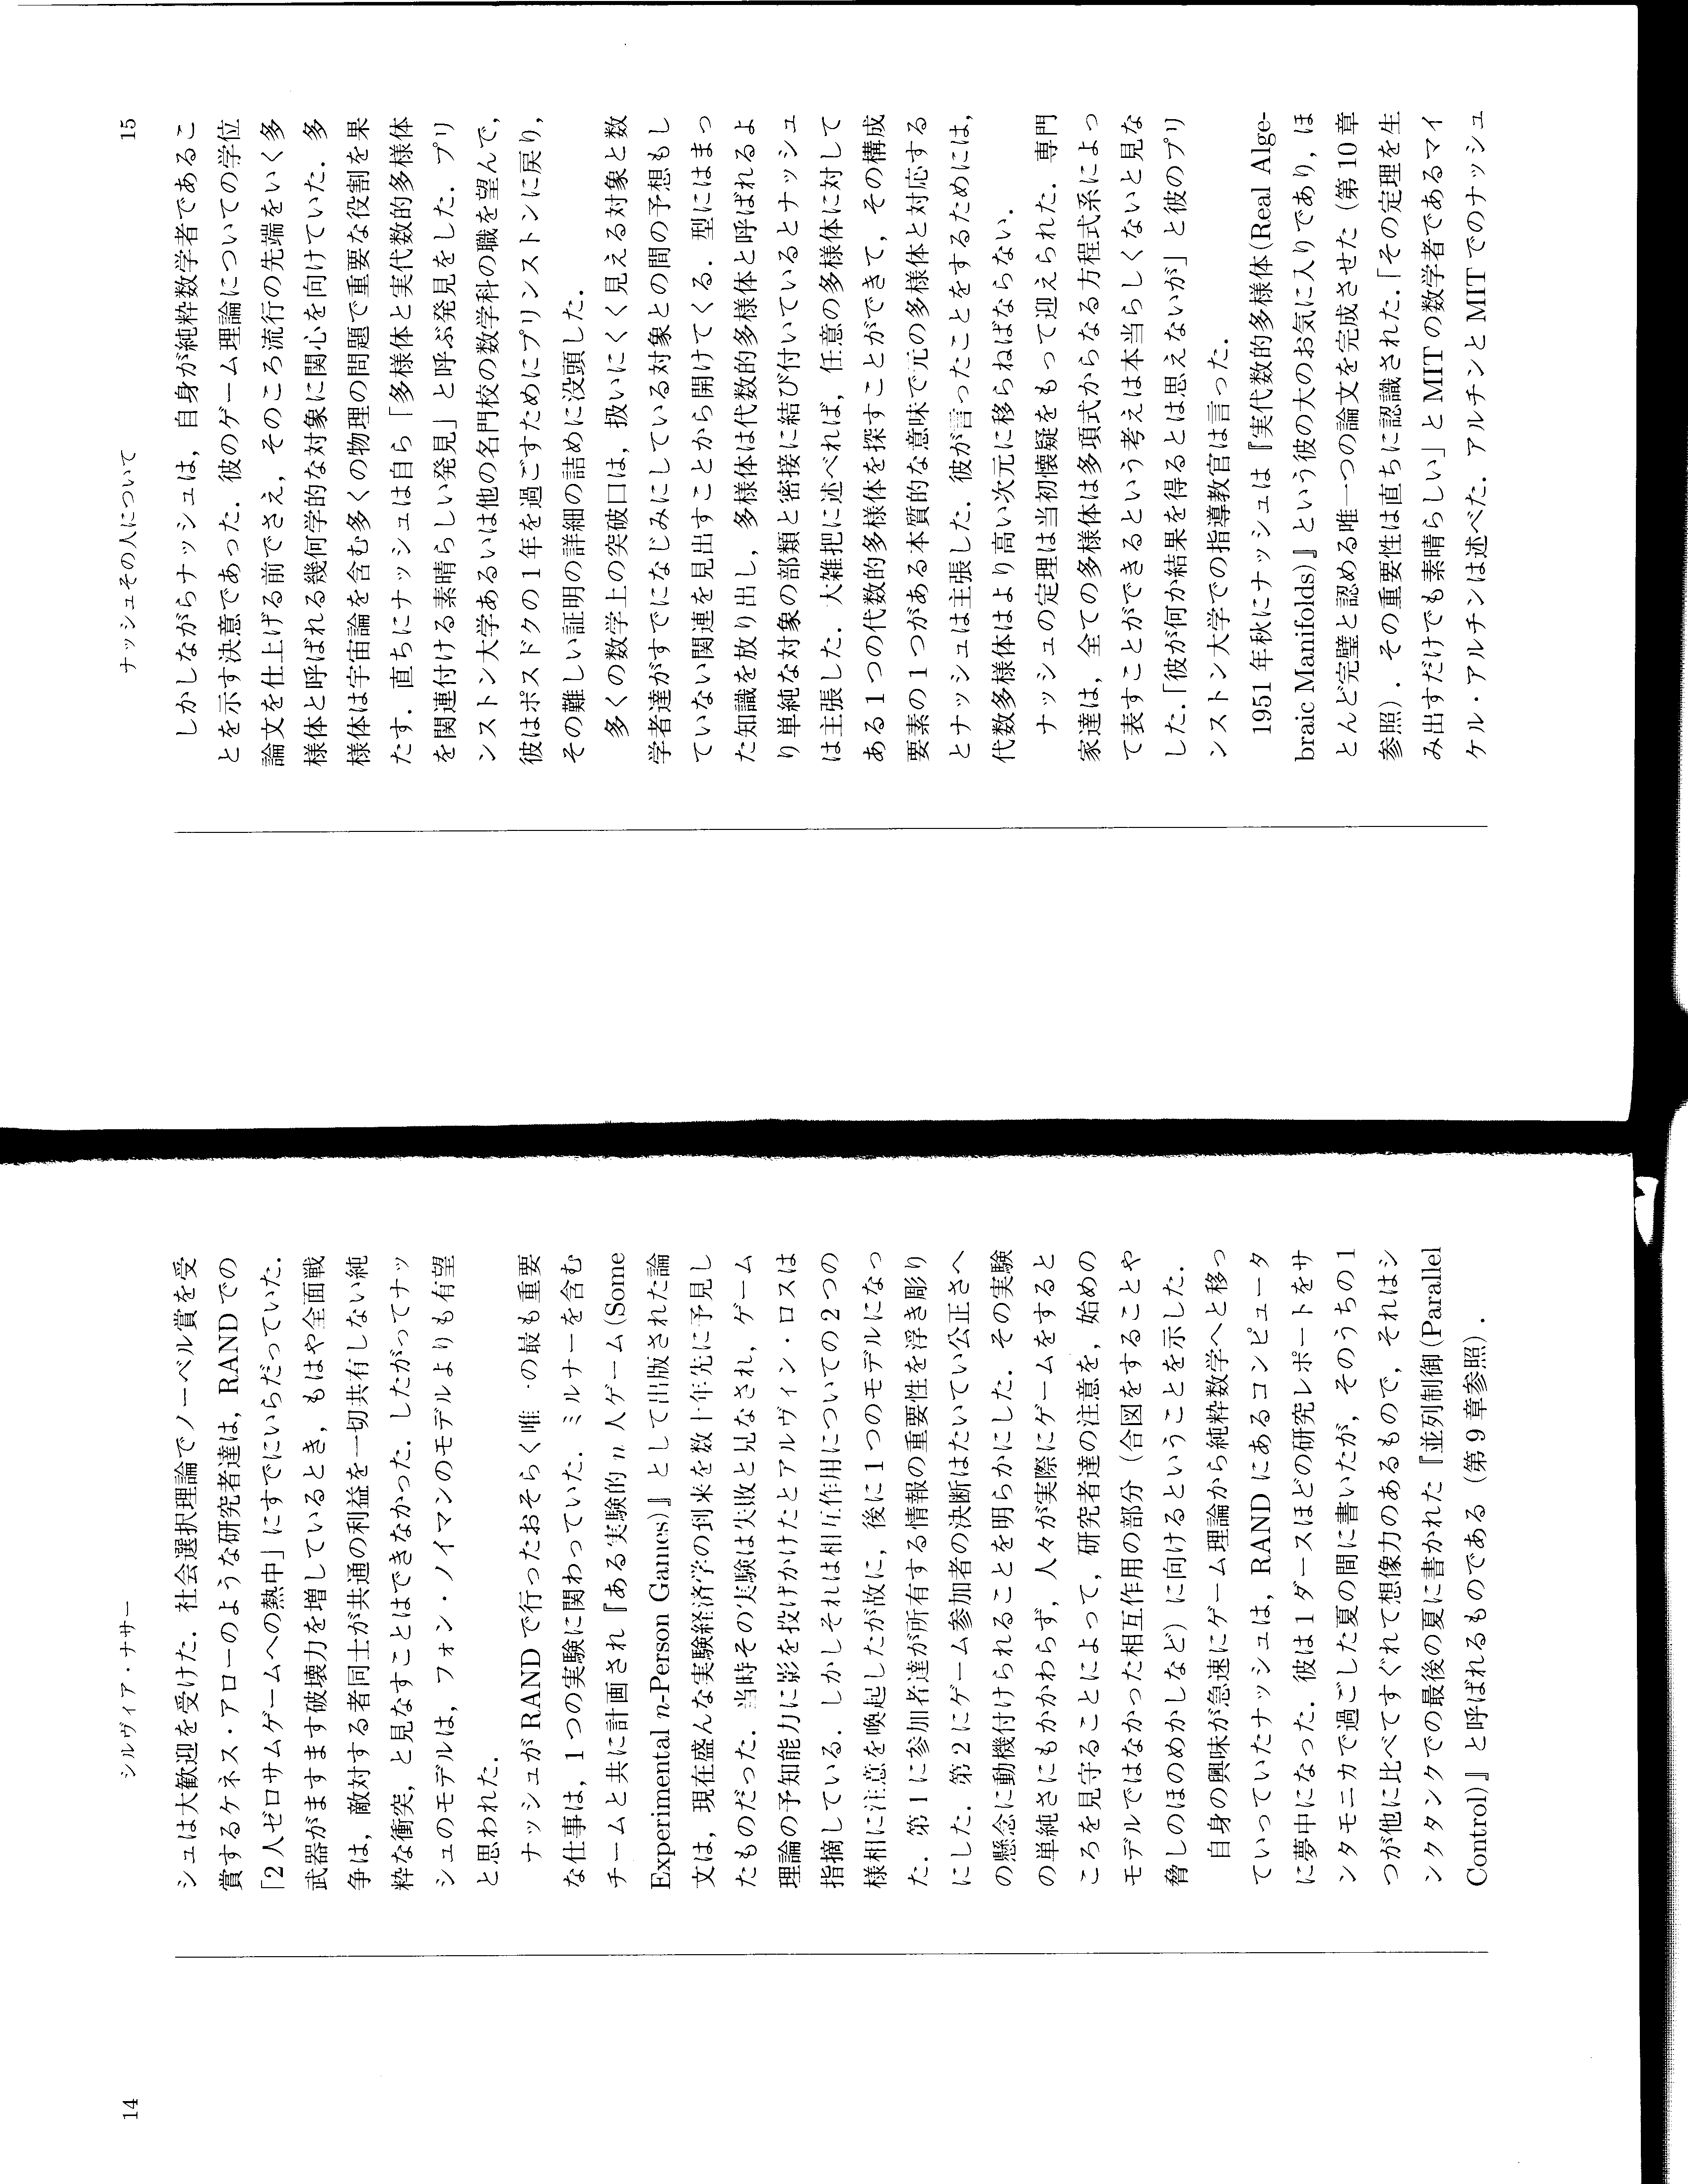 14
シルヴィア・ナサー
シュは大歓迎を受けた．社会選択理論でノーベル賞を受
賞するケネス・アローのような研究者達は，RAND での
「2人ゼロサムゲームへの熱中」にすでにいらだっていた．
武器がますます破壊力を増しているとき，もはや全面戦
争は，敵対する者同士が共通の利益を一切共有しない純
粋な衝突，と見なすことはできなかった．したがってナッ
シュのモデルは，フォン・ノイマンのモデルよりも有望
と思われた．
ナッシュが RAND で行ったおそらく唯一の最も重要
な仕事は，1つの実験に関わっていた．ミルナーを含む
チームと共に計画され『ある実験的 n 人ゲーム(Some
Experimental n-Person Games)』として出版された論
文は，現在盛んな実験経済学の到来を数十年先に予見し
たものだった．当時その実験は失敗と見なされ，ゲーム
理論の予知能力に影を投げかけたとアルヴィン・ロスは
指摘している．しかしそれは相互作用についての2つの
様相に注意を喚起したが故に，後に1つのモデルになっ
た．第1に参加者達が所有する情報の重要性を浮き彫り
にした．第2にゲーム参加者の決断はたいてい公正さへ
の懸念に動機付けられることを明らかにした．その実験
の単純さにもかかわらず，人々が実際にゲームをすると
ころを見守ることによって，研究者達の注意を，始めの
モデルではなかった相互作用の部分（合図をすることや
脅しのほのめかしなど）に向けるということを示した．
自身の興味が急速にゲーム理論から純粋数学へと移っ
ていっていたナッシュは，RAND にあるコンピュータ
に夢中になった．彼は1ダースほどの研究レポートをサ
ンタモニカで過ごした夏の間に書いたが，そのうちの1
つが他に比べてすぐれて想像力のあるもので，それはシ
ンクタンクでの最後の夏に書かれた『並列制御(Parallel
Control)』と呼ばれるものである（第9章参照）．
ナッシュその人について
15
しかしながらナッシュは，自身が純粋数学者であるこ
とを示す決意であった．彼のゲーム理論についての学位
論文を仕上げる前でさえ，そのころ流行の先端をいく多
様体と呼ばれる幾何学的な対象に関心を向けていた．多
様体は宇宙論を含む多くの物理の問題で重要な役割を果
たす．直ちにナッシュは自ら「多様体と実代数的多様体
を関連付ける素晴らしい発見」と呼ぶ発見をした．プリ
ンストン大学あるいは他の名門校の数学科の職を望んで，
彼はポスドクの1年を過ごすためにプリンストンに戻り，
その難しい証明の詳細の詰めに没頭した．
多くの数学上の突破口は，扱いにくく見える対象と数
学者達がすでになじみにしている対象との間の予想もし
ていない関連を見出すことから開けてくる．型にはまっ
た知識を放り出し，多様体は代数的多様体と呼ばれるよ
り単純な対象の部類と密接に結び付いているとナッシュ
は主張した．大雑把に述べれば，任意の多様体に対して
ある1つの代数的多様体を探すことができて，その構成
要素の1つがある本質的な意味で元の多様体と対応する
とナッシュは主張した．彼が言ったことをするためには，
代数多様体はより高い次元に移らねばならない．
ナッシュの定理は当初懐疑をもって迎えられた．専門
家達は，全ての多様体は多項式からなる方程式系によっ
て表すことができるという考えは本当らしくないと見な
した．「彼が何か結果を得るとは思えないが」と彼のプリ
ンストン大学での指導教官は言った．
1951 年秋にナッシュは『実代数的多様体(Real Alge-
braic Manifolds)』という彼の大のお気に入りであり，ほ
とんど完璧と認める唯一つの論文を完成させた（第10章
参照）．その重要性は直ちに認識された．「その定理を生
み出すだけでも素晴らしい」と MIT の数学者であるマイ
ケル・アルチンは述べた．アルチンと MIT でのナッシュ